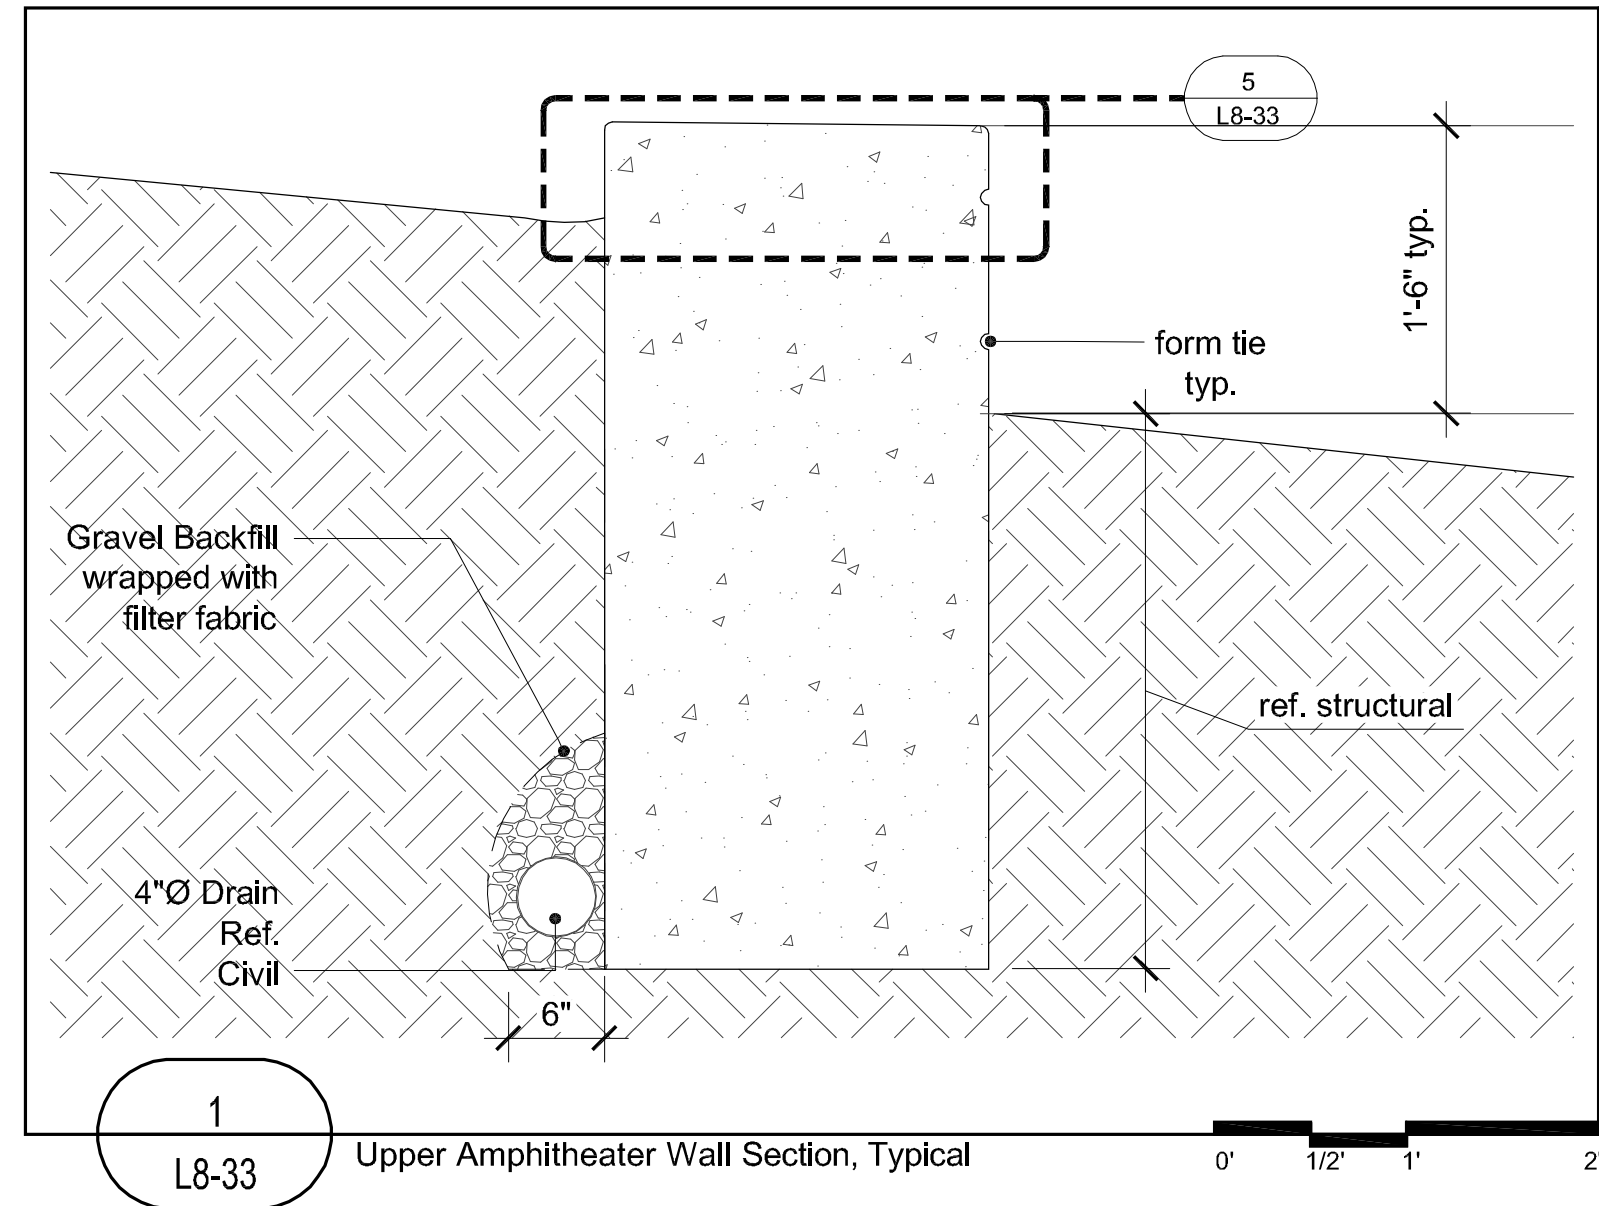 5
L8-33
1'-6" typ.
form tie
typ.
Gravel Backfill
wrapped with
filter fabric
ref. structural
4"Ø Drain
Ref.
Civil
6"
1
L8-33
Upper Amphitheater Wall Section, Typical
0' 1/2' 1' 2'